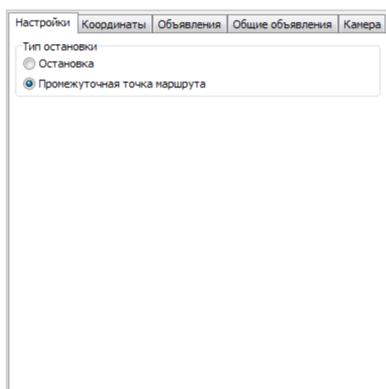 Настройки Координаты Объявления Общие объявления Камера
Тип остановки
Остановка
Промежуточная точка маршрута